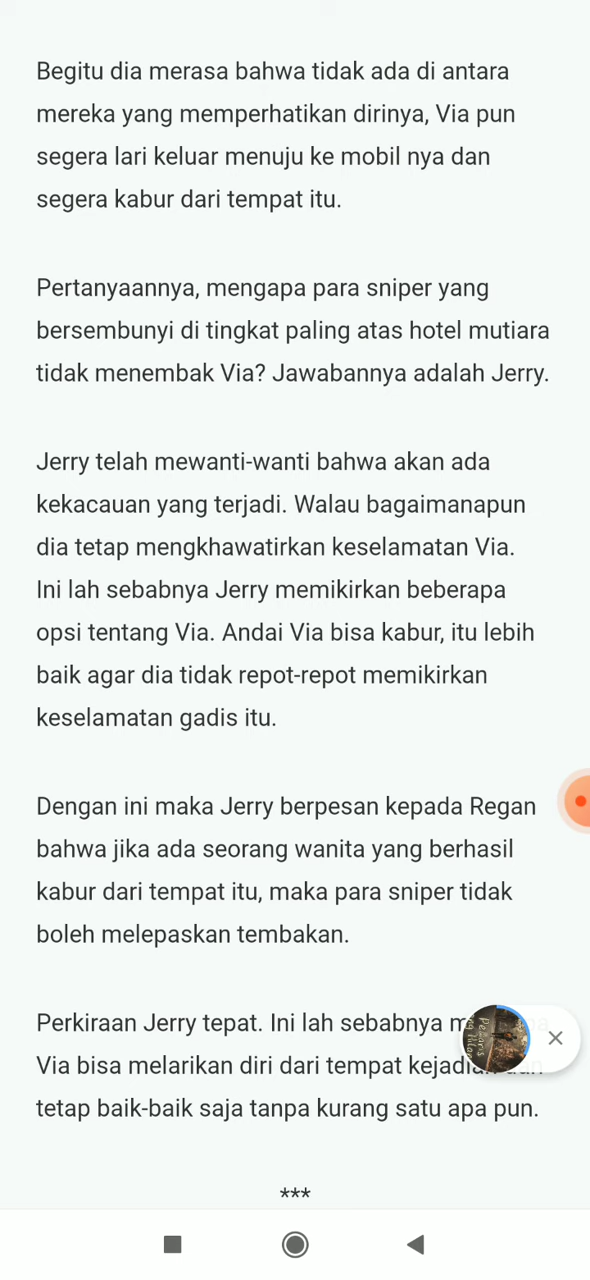 Begitu dia merasa bahwa tidak ada di antara
mereka yang memperhatikan dirinya, Via pun
segera lari keluar menuju ke mobil nya dan
segera kabur dari tempat itu.
Pertanyaannya, mengapa para sniper yang
bersembunyi di tingkat paling atas hotel mutiara
tidak menembak Via? Jawabannya adalah Jerry.
Jerry telah mewanti-wanti bahwa akan ada
kekacauan yang terjadi. Walau bagaimanapun
dia tetap mengkhawatirkan keselamatan Via.
Ini lah sebabnya Jerry memikirkan beberapa
opsi tentang Via. Andai Via bisa kabur, itu lebih
baik agar dia tidak repot-repot memikirkan
keselamatan gadis itu.
Dengan ini maka Jerry berpesan kepada Regan
bahwa jika ada seorang wanita yang berhasil
kabur dari tempat itu, maka para sniper tidak
boleh melepaskan tembakan.
Perkiraan Jerry tepat. Ini lah sebabnya
Via bisa melarikan diri dari tempat
tetap baik-baik saja tanpa kurang satu apa pun.
***